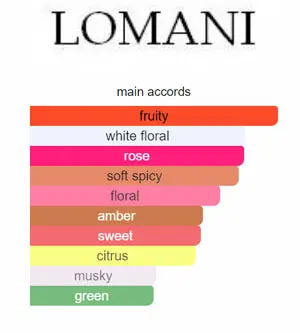 LOMANI
main accords
fruity
white floral
rose
soft spicy
floral
amber
sweet
citrus
musky
green